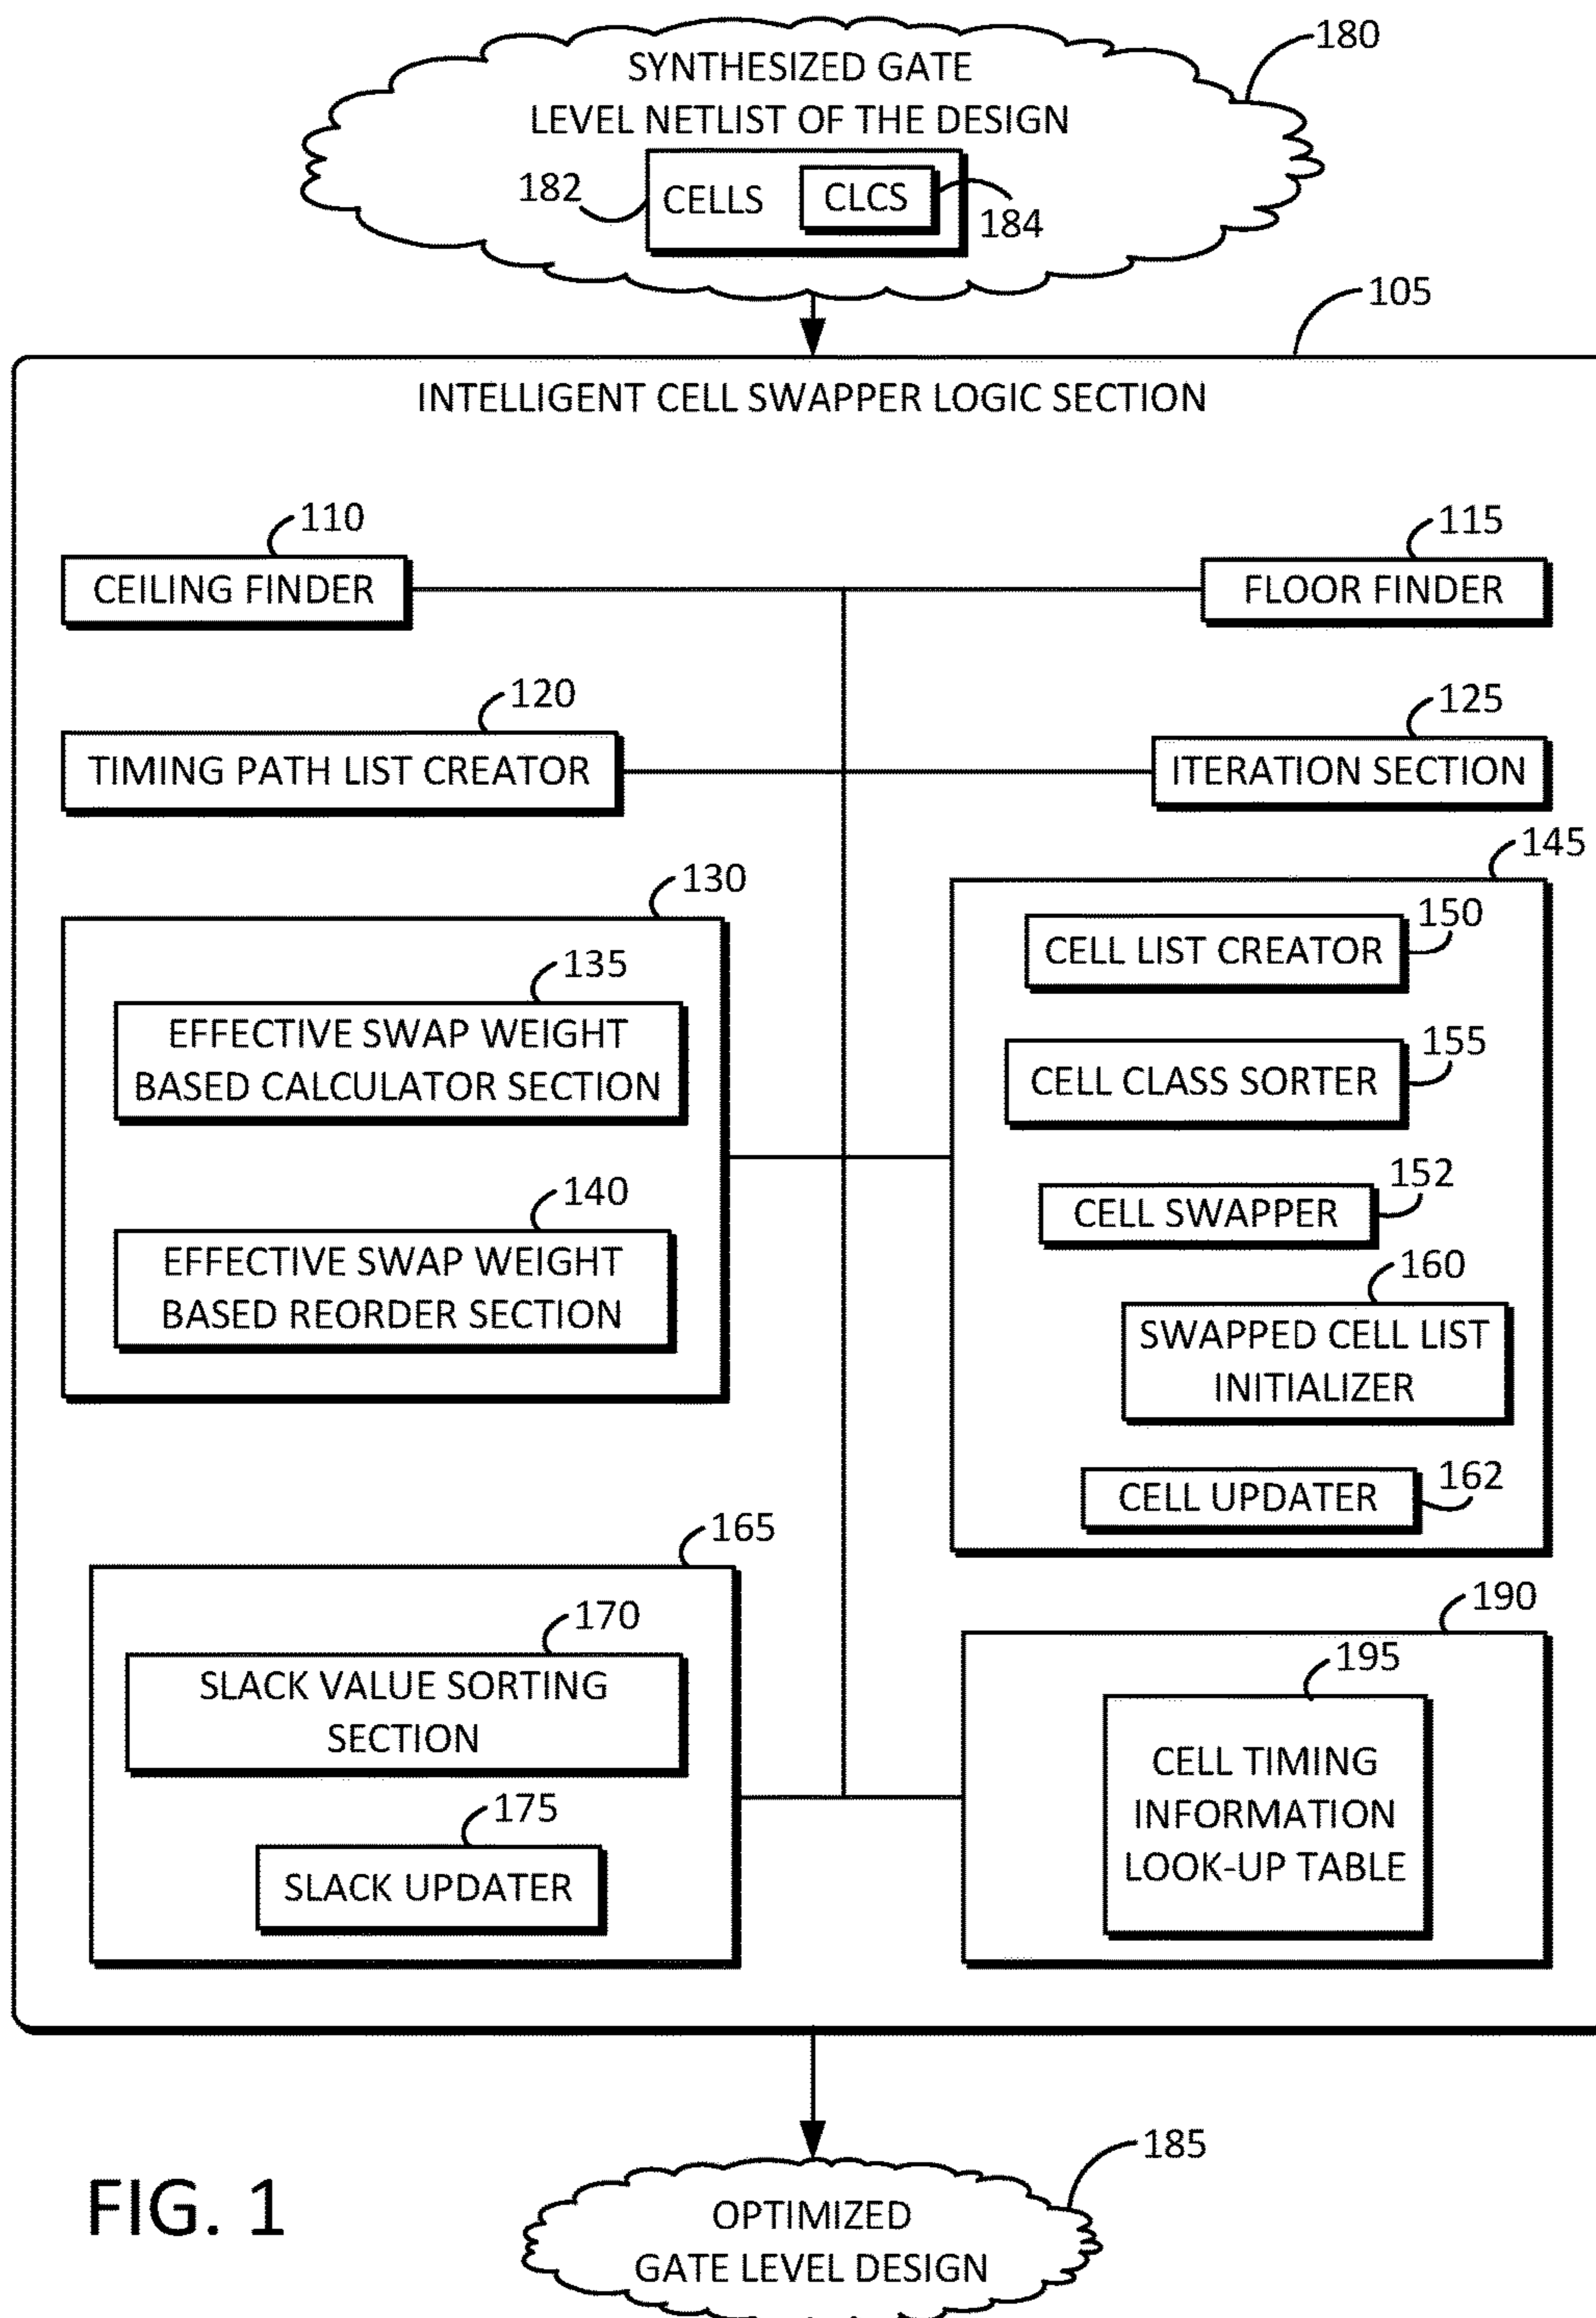 180
SYNTHESIZED GATE
LEVEL NETLIST OF THE DESIGN
182
CELLS
CLCS
184
105
INTELLIGENT CELL SWAPPER LOGIC SECTION
110
CEILING FINDER
115
FLOOR FINDER
120
TIMING PATH LIST CREATOR
125
ITERATION SECTION
130
135
EFFECTIVE SWAP WEIGHT
BASED CALCULATOR SECTION
140
EFFECTIVE SWAP WEIGHT
BASED REORDER SECTION
145
150
CELL LIST CREATOR
155
CELL CLASS SORTER
152
CELL SWAPPER
160
SWAPPED CELL LIST
INITIALIZER
162
CELL UPDATER
165
170
SLACK VALUE SORTING
SECTION
175
SLACK UPDATER
190
195
CELL TIMING
INFORMATION
LOOK-UP TABLE
185
OPTIMIZED
GATE LEVEL DESIGN
FIG. 1